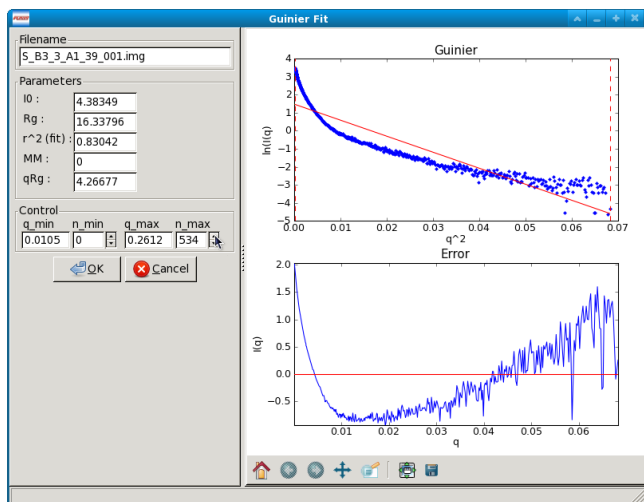 Guinier Fit
Filename
S_B3_3_A1_39_001.img
Parameters
I0 : 4.38349
Rg : 16.33796
r^2 (fit) : 0.83042
MM : 0
qRg : 4.26677
Control
q_min n_min q_max n_max
0.0105 0 0.2612 534
OK Cancel
Guinier
4
3
2
1
0
−1
−2
−3
−4
−5
ln(I(q)
0.00 0.01 0.02 0.03 0.04 0.05 0.06 0.07
q^2
Error
2.0
1.5
1.0
0.5
0.0
−0.5
I(q)
0.01 0.02 0.03 0.04 0.05 0.06
q